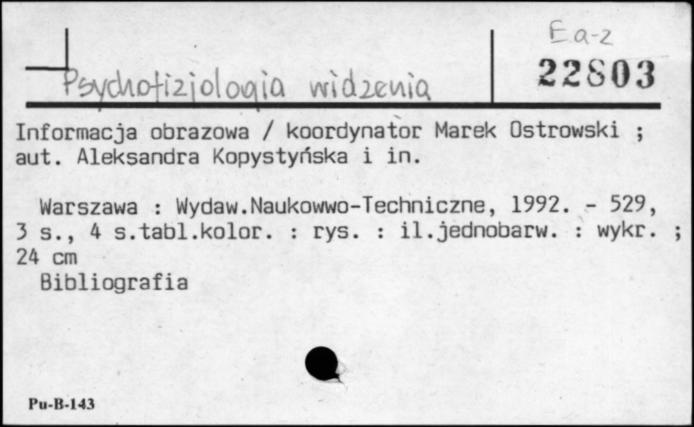 Ea-z
Psychofizjologia widzenia
22803
Informacja obrazowa / koordynator Marek Ostrowski ;
aut. Aleksandra Kopystyńska i in.
Warszawa : Wydaw.Naukowwo-Techniczne, 1992. - 529,
3 s., 4 s.tabl.kolor. : rys. : il.jednobarw. : wykr. ;
24 cm
Bibliografia
Pu-B-143